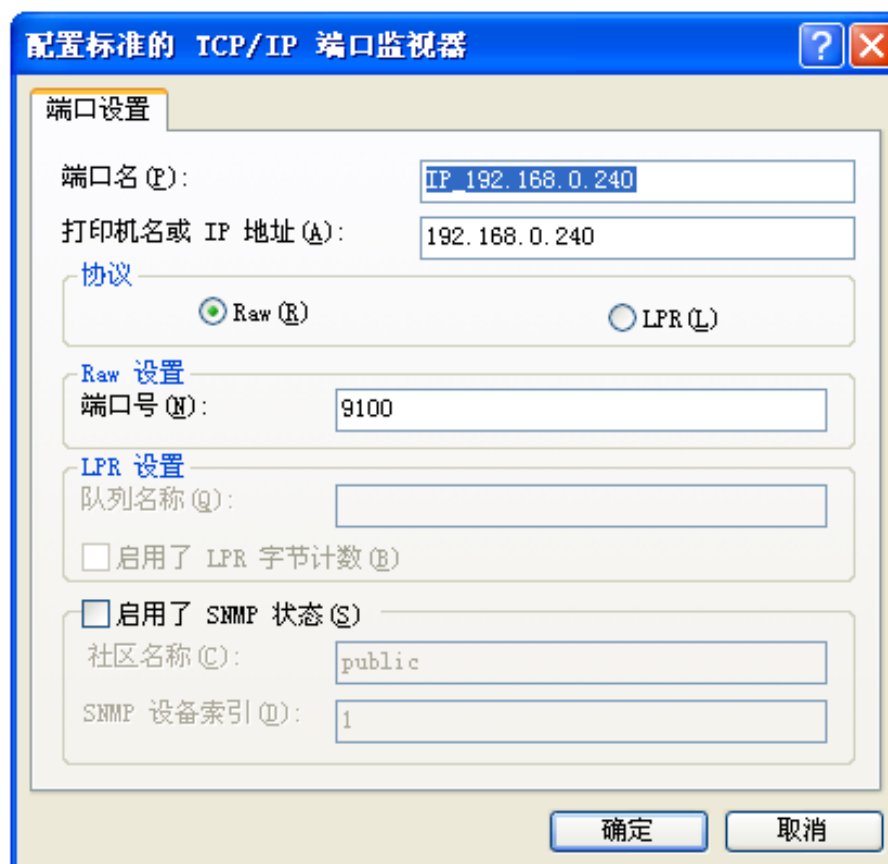 配置标准的 TCP/IP 端口监视器
端口设置
端口名(P): IP_192.168.0.240
打印机名或 IP 地址(A): 192.168.0.240
协议
Raw(R) LPR(L)
Raw 设置
端口号(N): 9100
LPR 设置
队列名称(Q):
启用了 LPR 字节计数(B)
启用了 SNMP 状态(S)
社区名称(C): public
SNMP 设备索引(D): 1
确定 取消